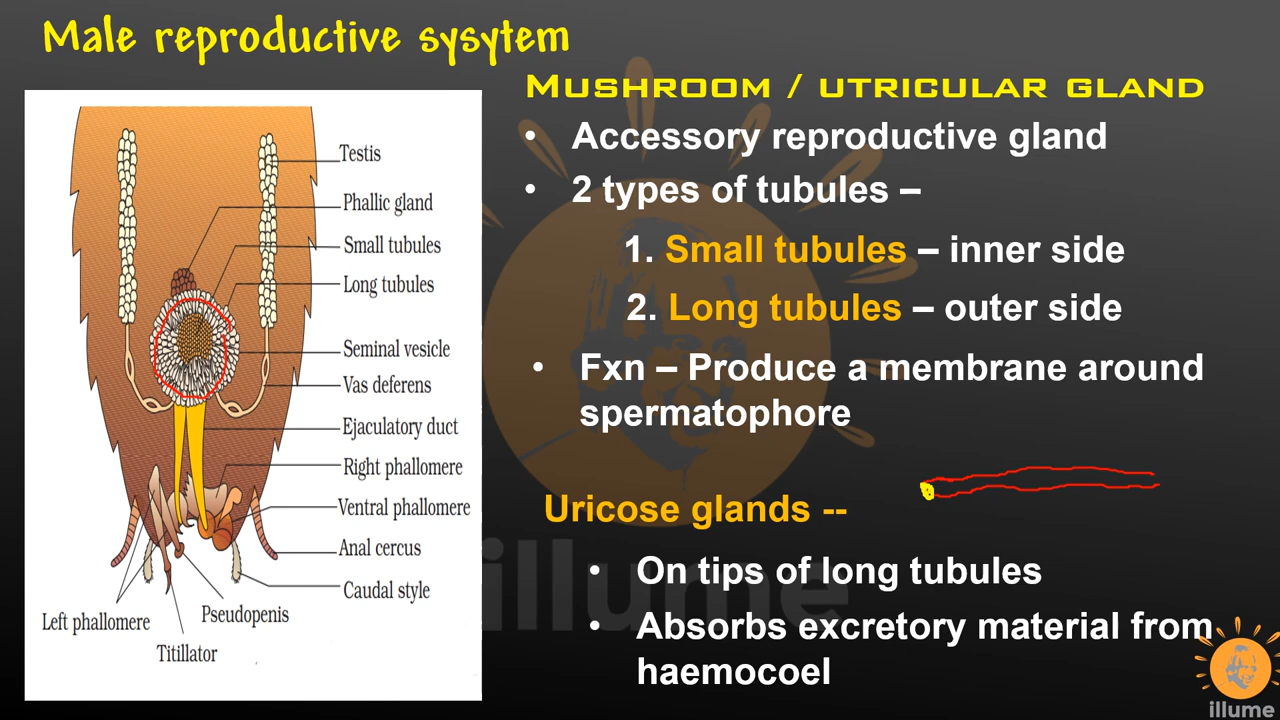 Male reproductive sysytem
MUSHROOM / UTRICULAR GLAND
• Accessory reproductive gland
• 2 types of tubules –
1. Small tubules – inner side
2. Long tubules – outer side
• Fxn – Produce a membrane around
spermatophore
Uricose glands --
• On tips of long tubules
• Absorbs excretory material from
haemocoel
Testis
Phallic gland
Small tubules
Long tubules
Seminal vesicle
Vas deferens
Ejaculatory duct
Right phallomere
Ventral phallomere
Anal cercus
Caudal style
Left phallomere
Pseudopenis
Titillator
illume
illume